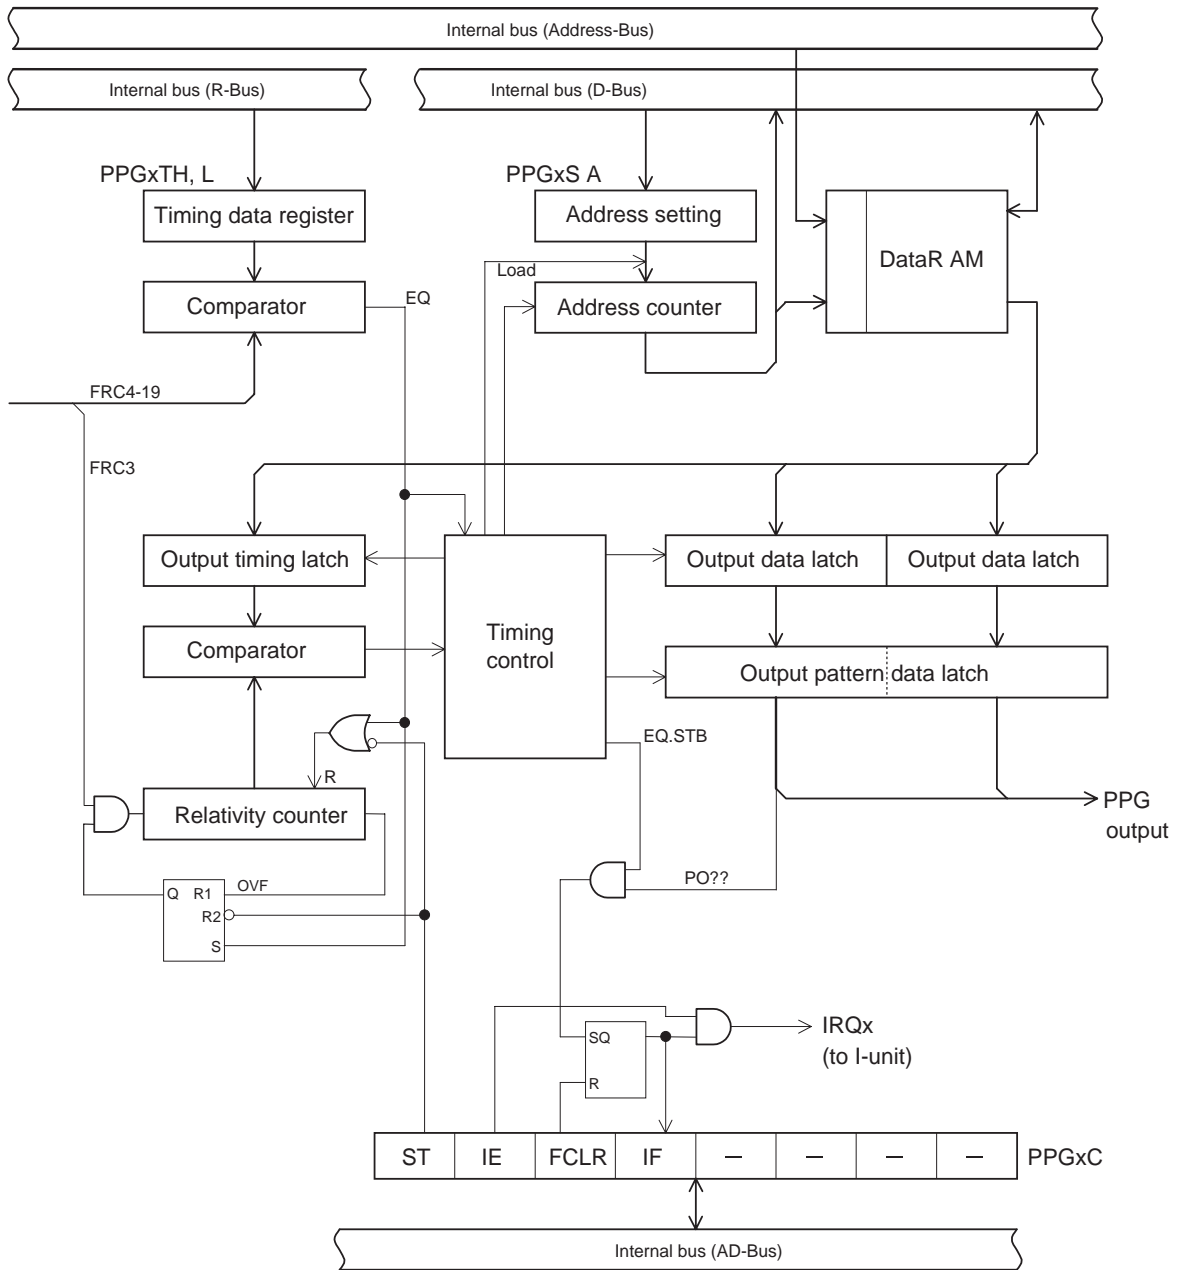 Internal bus (Address-Bus)
Internal bus (R-Bus)
Internal bus (D-Bus)
PPGxTH, L
PPGxS A
Timing data register
Address setting
DataR AM
Load
Comparator
EQ
Address counter
FRC4-19
FRC3
Output timing latch
Output data latch
Output data latch
Timing
control
Comparator
Output pattern data latch
EQ.STB
R
Relativity counter
PPG
output
PO??
Q R1
OVF
R2
S
IRQx
(to I-unit)
SQ
R
ST
IE
FCLR
IF
—
—
—
—
PPGxC
Internal bus (AD-Bus)